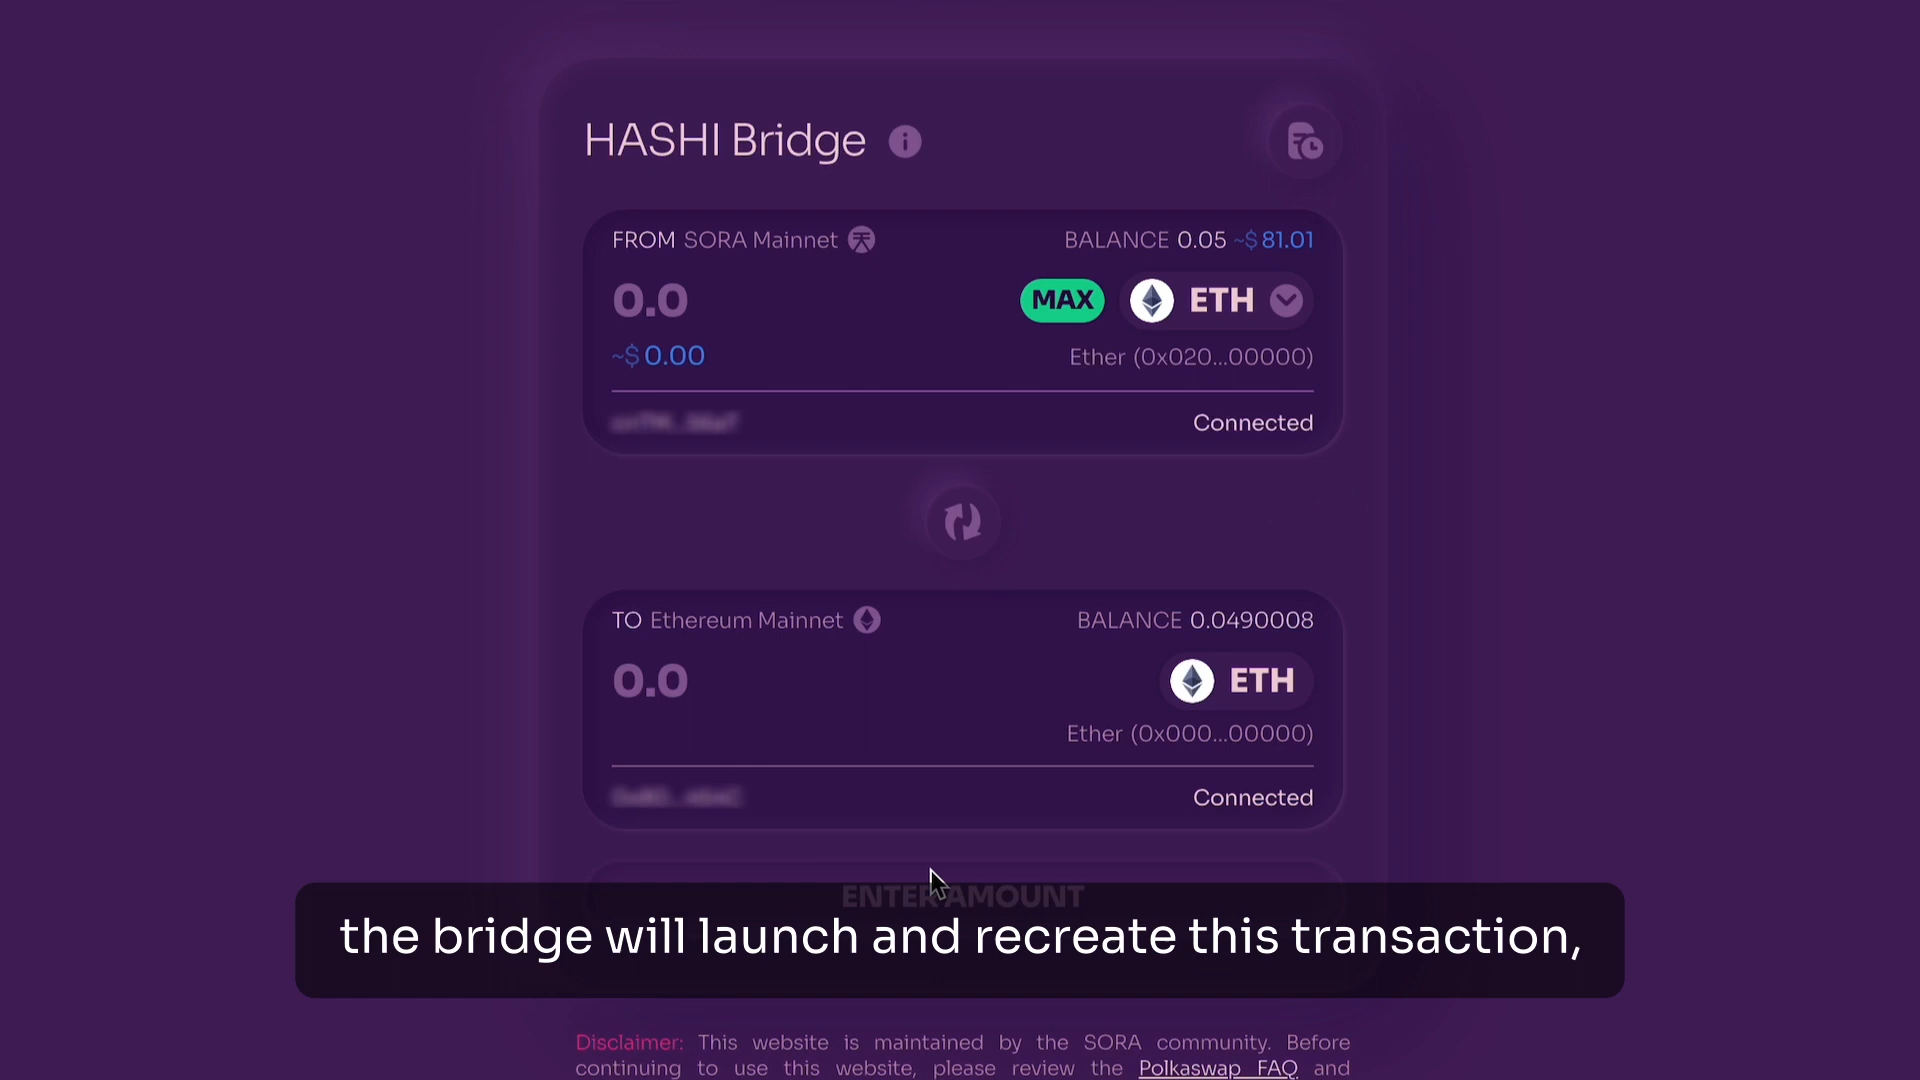 HASHI Bridge
FROM SORA Mainnet
BALANCE 0.05 ~$ 81.01
0.0
MAX
ETH
~$ 0.00
Ether (0x020...00000)
Connected
TO Ethereum Mainnet
BALANCE 0.0490008
0.0
ETH
Ether (0x000...00000)
Connected
ENTER AMOUNT
the bridge will launch and recreate this transaction,
Disclaimer: This website is maintained by the SORA community. Before
continuing to use this website, please review the Polkaswap FAQ and